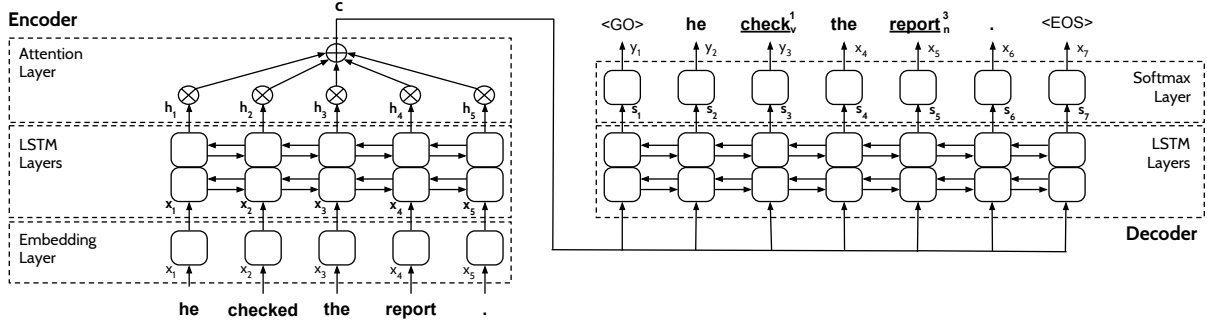 Encoder
c
Attention
Layer
h1 h2 h3 h4 h5
LSTM
Layers
x1 x2 x3 x4 x5
Embedding
Layer
x1 x2 x3 x4 x5
he checked the report .
<GO> he check1v the report3n . <EOS>
y1 y2 y3 x4 x5 x6 x7
Softmax
Layer
s1 s2 s3 s4 s5 s6 s7
LSTM
Layers
Decoder